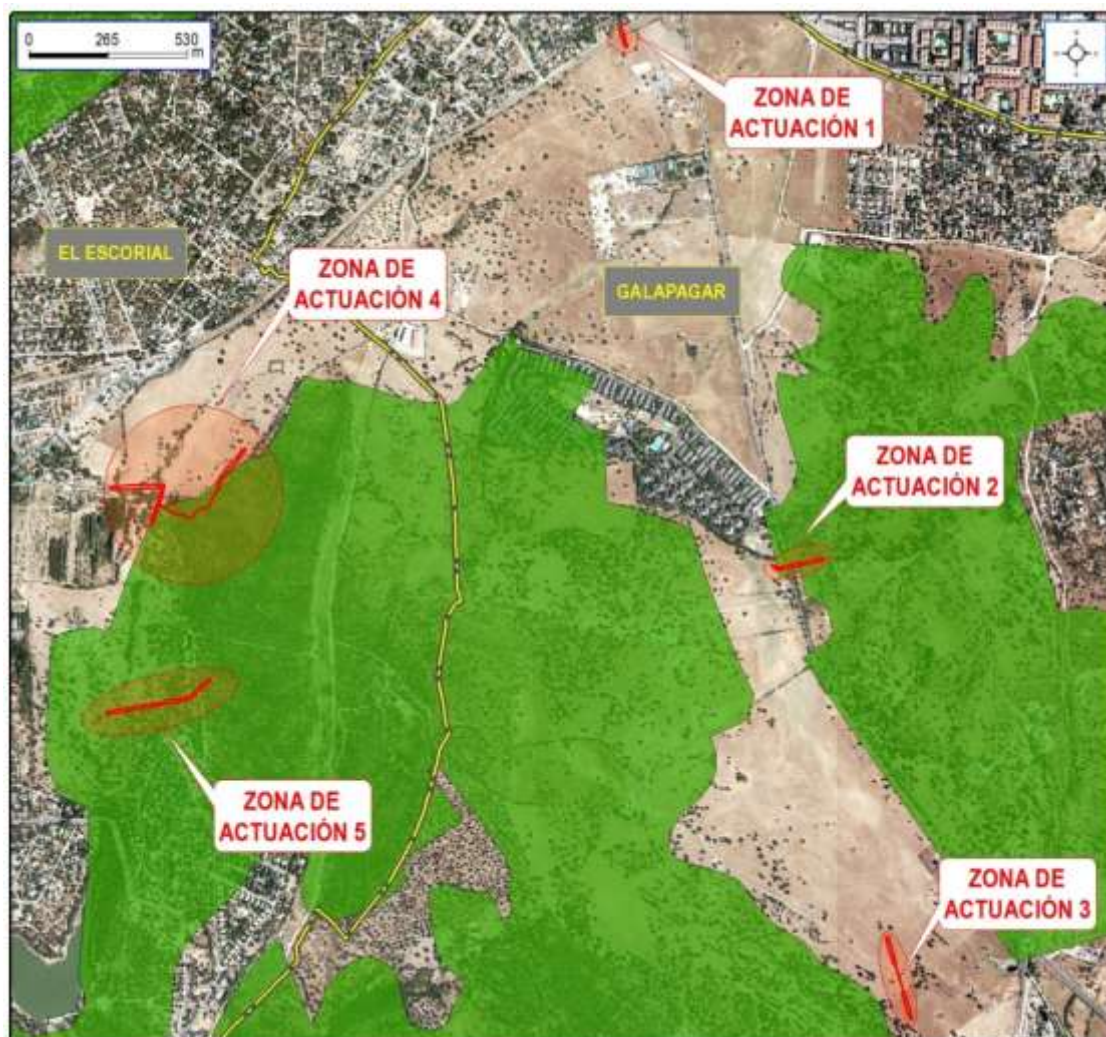 0 265 530
m
ZONA DE
ACTUACIÓN 1
EL ESCORIAL
ZONA DE
ACTUACIÓN 4
GALAPAGAR
ZONA DE
ACTUACIÓN 2
ZONA DE
ACTUACIÓN 5
ZONA DE
ACTUACIÓN 3